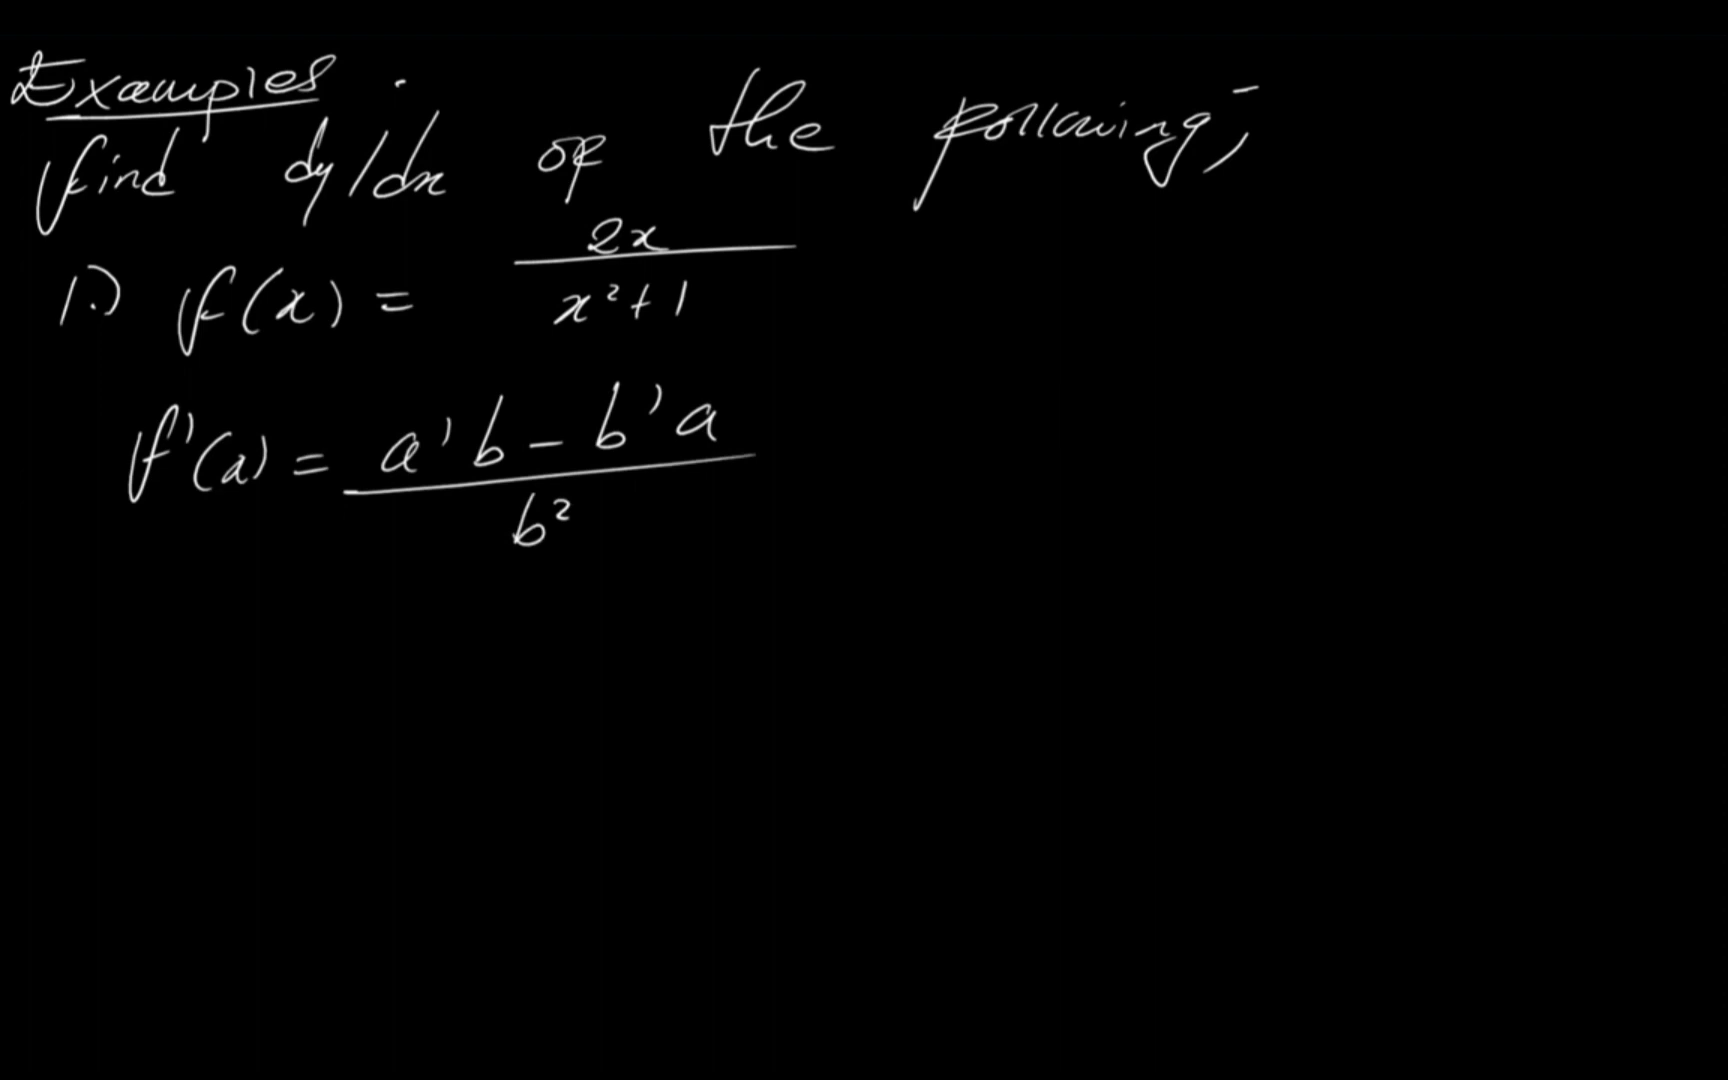 Examples.
find dy/dx of the following;
1.) f(x) = 2x / x²+1
f'(a) = a'b - b'a / b²